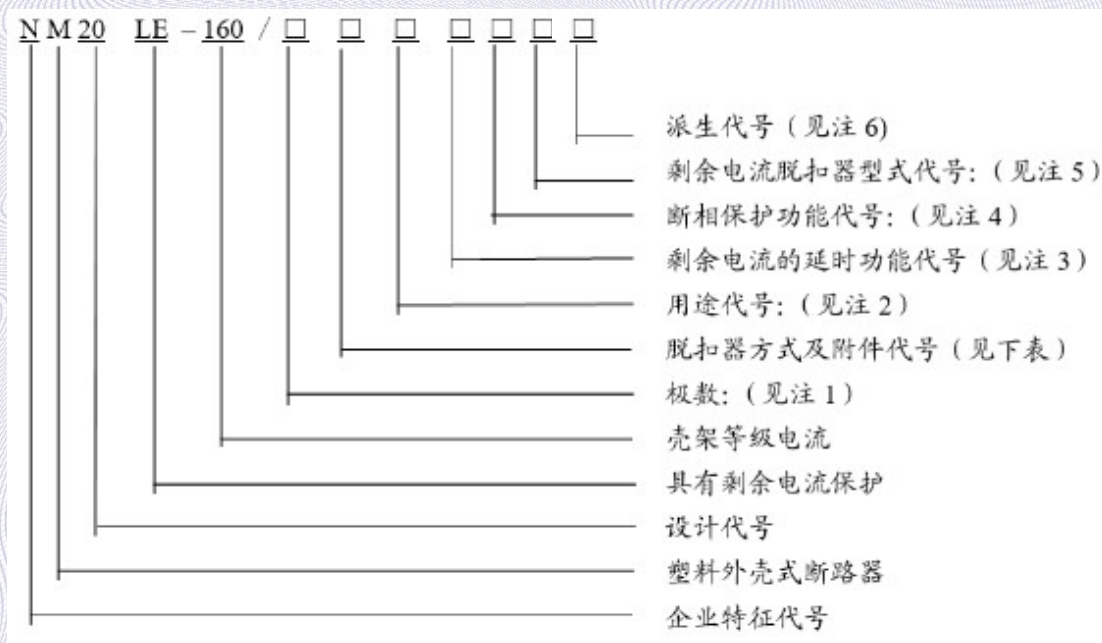 N M 20 LE - 160 / □ □ □ □ □ □ □
派生代号（见注 6)
剩余电流脱扣器型式代号:（见注 5）
断相保护功能代号:（见注 4）
剩余电流的延时功能代号（见注 3）
用途代号:（见注 2）
脱扣器方式及附件代号（见下表）
极数:（见注 1）
壳架等级电流
具有剩余电流保护
设计代号
塑料外壳式断路器
企业特征代号